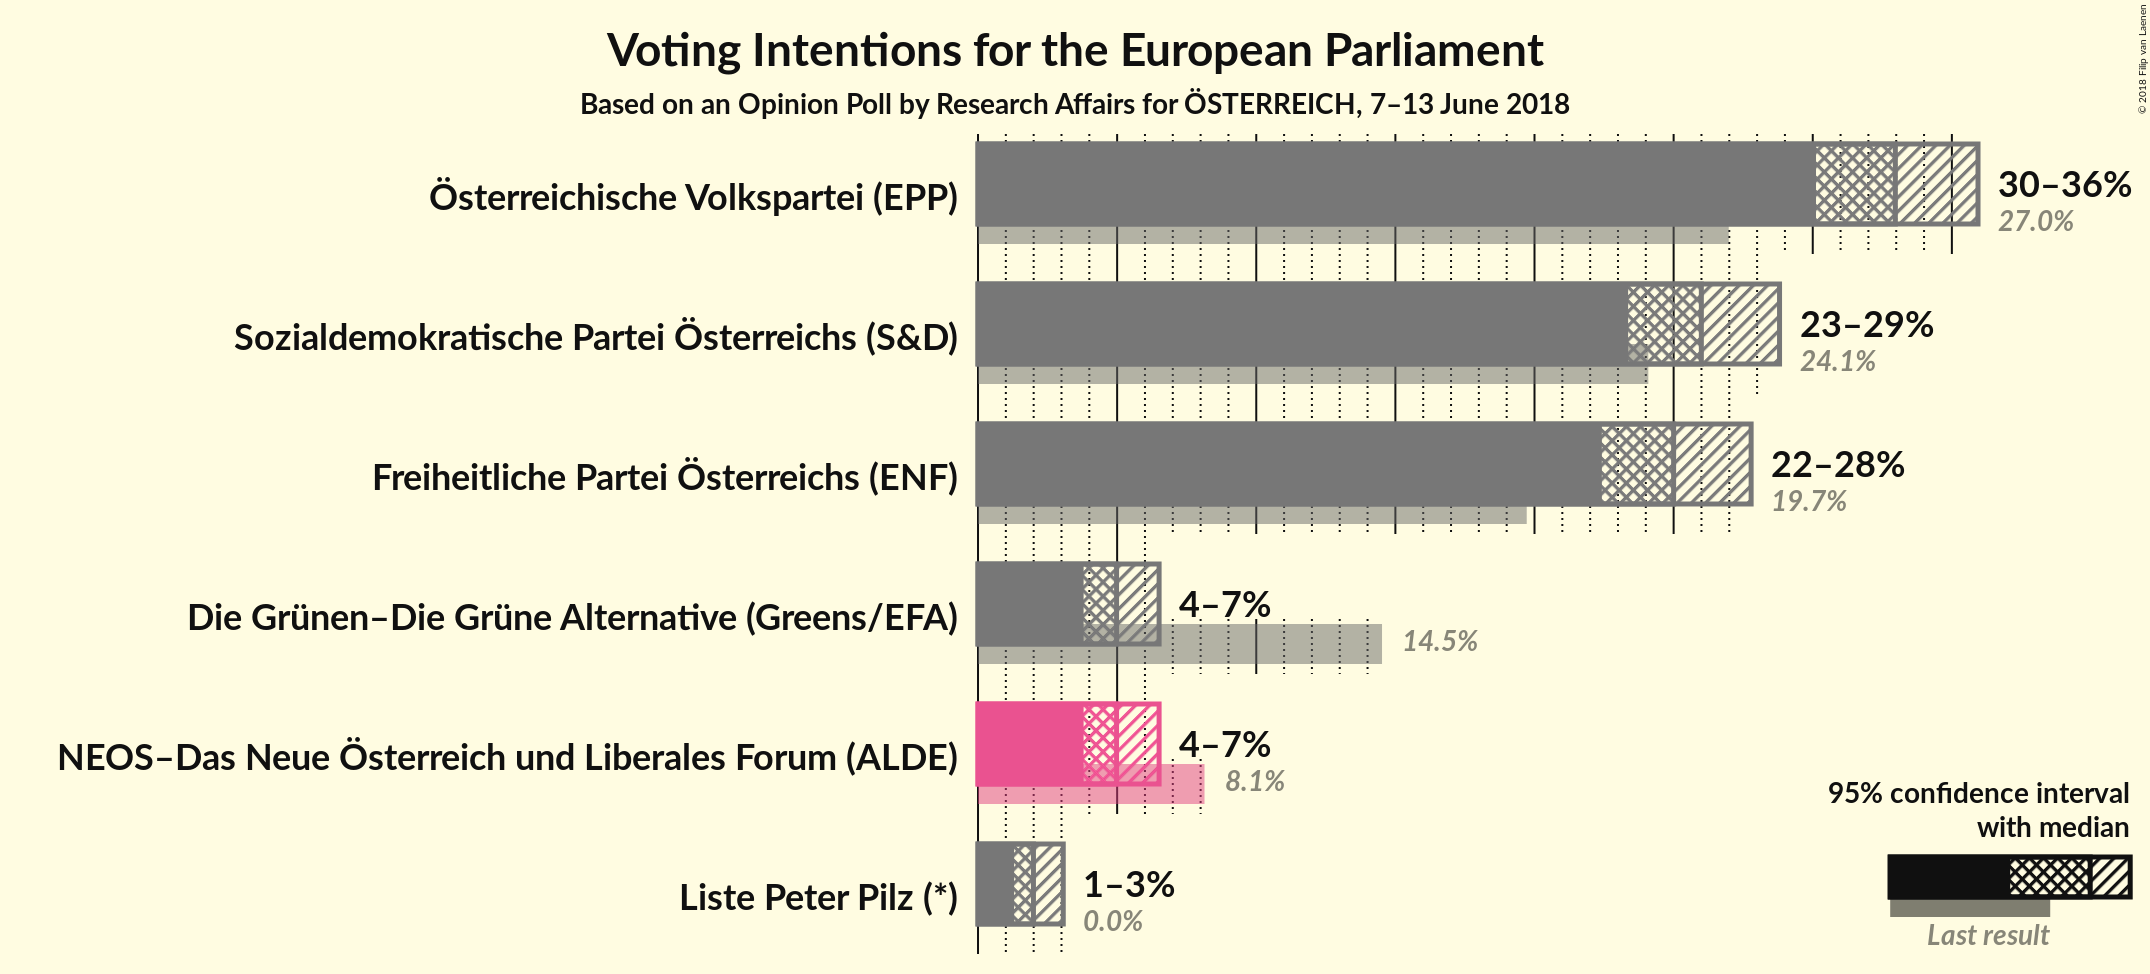 Voting Intentions for the European Parliament
Based on an Opinion Poll by Research Affairs for ÖSTERREICH, 7–13 June 2018
© 2018 Filip van Laenen
Österreichische Volkspartei (EPP)
30–36%
27.0%
Sozialdemokratische Partei Österreichs (S&D)
23–29%
24.1%
Freiheitliche Partei Österreichs (ENF)
22–28%
19.7%
Die Grünen–Die Grüne Alternative (Greens/EFA)
4–7%
14.5%
NEOS–Das Neue Österreich und Liberales Forum (ALDE)
4–7%
8.1%
Liste Peter Pilz (*)
1–3%
0.0%
95% confidence interval
with median
Last result